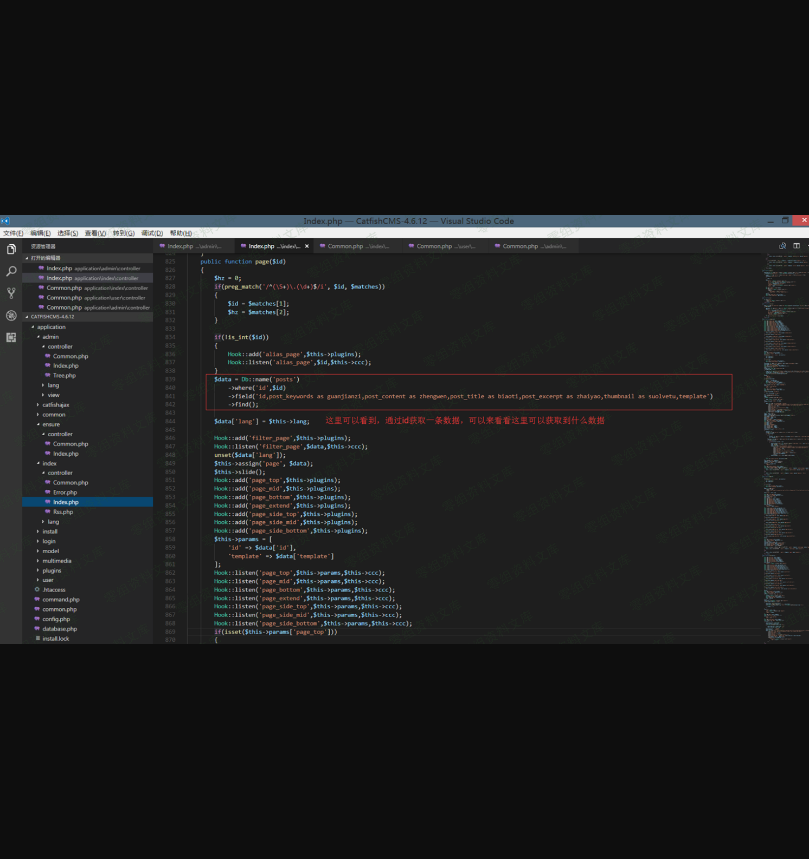 Index.php — CatfishCMS-4.6.12 — Visual Studio Code
文件(F) 编辑(E) 选择(S) 查看(V) 转到(G) 调试(D) 帮助(H)
资源管理器
Index.php ...\admin\...
Index.php ...\index\...
Common.php ...\index\...
Common.php ...\user\...
Common.php ...\admin\...
打开的编辑器
Index.php application\admin\controller
Index.php application\index\controller
Common.php application\index\controller
Common.php application\user\controller
Common.php application\admin\controller
CATFISHCMS-4.6.12
application
admin
controller
Common.php
Index.php
Tree.php
lang
view
catfishajax
common
ensure
controller
Common.php
Index.php
index
controller
Common.php
Error.php
Index.php
Rss.php
lang
install
login
model
multimedia
plugins
user
.htaccess
command.php
common.php
config.php
database.php
install.lock
825 public function page($id)
826 {
827 $hz = 0;
828 if(preg_match('/^(\S+)\.(\d+)$/i', $id, $matches))
829 {
830 $id = $matches[1];
831 $hz = $matches[2];
832 }
833
834 if(!is_int($id))
835 {
836 Hook::add('alias_page',$this->plugins);
837 Hook::listen('alias_page',$id,$this->ccc);
838 }
839 $data = Db::name('posts')
840 ->where('id',$id)
841 ->field('id,post_keywords as guanjianzi,post_content as zhengwen,post_title as biaoti,post_excerpt as zhaiyao,thumbnail as suolvetu,template')
842 ->find();
843
844 $data['lang'] = $this->lang; 这里可以看到，通过id获取一条数据，可以来看看这里可以获取到什么数据
845
846 Hook::add('filter_page',$this->plugins);
847 Hook::listen('filter_page',$data,$this->ccc);
848 unset($data['lang']);
849 $this->assign('page', $data);
850 $this->slide();
851 Hook::add('page_top',$this->plugins);
852 Hook::add('page_mid',$this->plugins);
853 Hook::add('page_bottom',$this->plugins);
854 Hook::add('page_extend',$this->plugins);
855 Hook::add('page_side_top',$this->plugins);
856 Hook::add('page_side_mid',$this->plugins);
857 Hook::add('page_side_bottom',$this->plugins);
858 $this->params = [
859 'id' => $data['id'],
860 'template' => $data['template']
861 ];
862 Hook::listen('page_top',$this->params,$this->ccc);
863 Hook::listen('page_mid',$this->params,$this->ccc);
864 Hook::listen('page_bottom',$this->params,$this->ccc);
865 Hook::listen('page_extend',$this->params,$this->ccc);
866 Hook::listen('page_side_top',$this->params,$this->ccc);
867 Hook::listen('page_side_mid',$this->params,$this->ccc);
868 Hook::listen('page_side_bottom',$this->params,$this->ccc);
869 if(isset($this->params['page_top']))
870 {